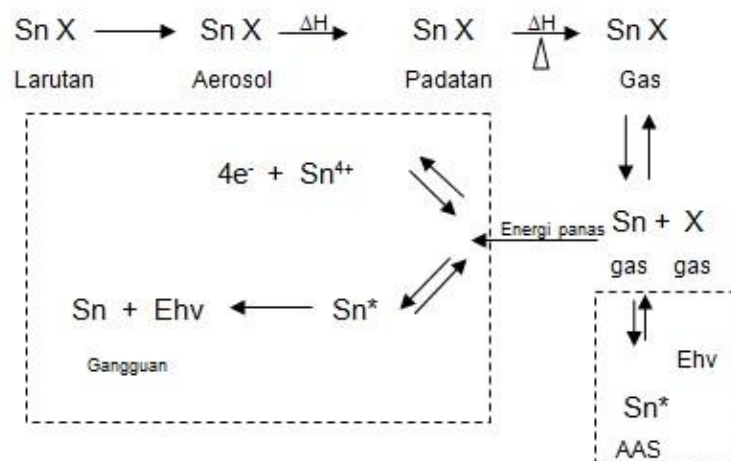 Sn X Sn X ΔH Sn X ΔH Sn X
Larutan Aerosol Padatan Gas
4e⁻ + Sn⁴⁺
Energi panas Sn + X
gas gas
Sn + Ehv Sn*
Gangguan
Ehv
Sn*
AAS